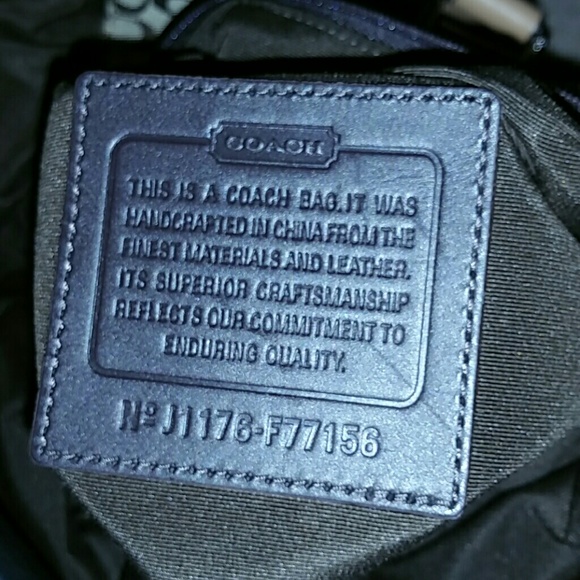 COACH
THIS IS A COACH BAG.IT WAS
HANDCRAFTED IN CHINA FROM THE
FINEST MATERIALS AND LEATHER.
ITS SUPERIOR CRAFTSMANSHIP
REFLECTS OUR COMMITMENT TO
ENDURING QUALITY.
Nº J1176-F77156